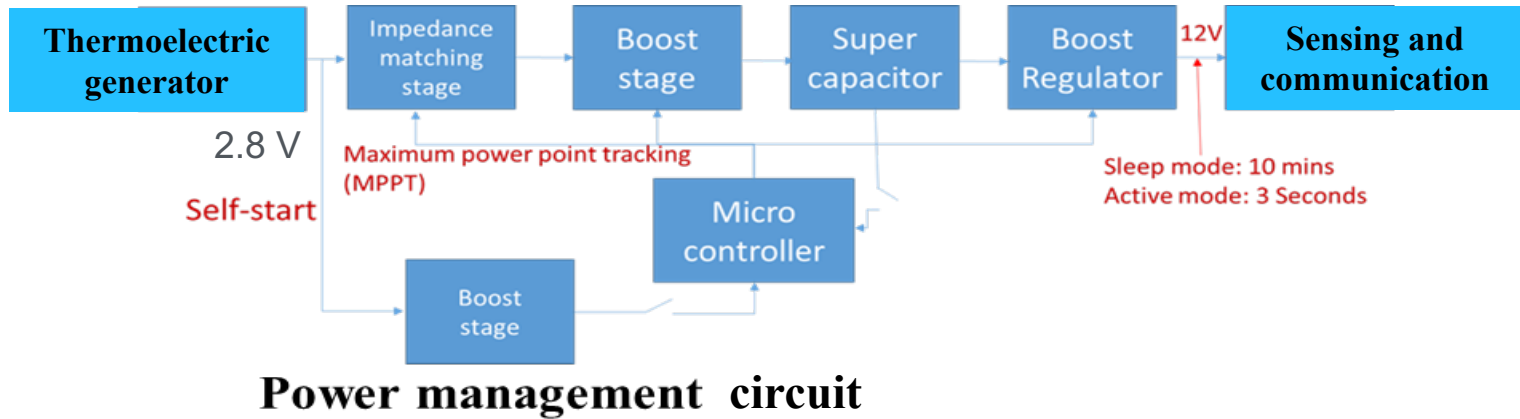 Thermoelectric
generator
Impedance
matching
stage
Boost
stage
Super
capacitor
Boost
Regulator
12V
Sensing and
communication
2.8 V
Maximum power point tracking
(MPPT)
Sleep mode: 10 mins
Active mode: 3 Seconds
Self-start
Micro
controller
Boost
stage
Power management circuit